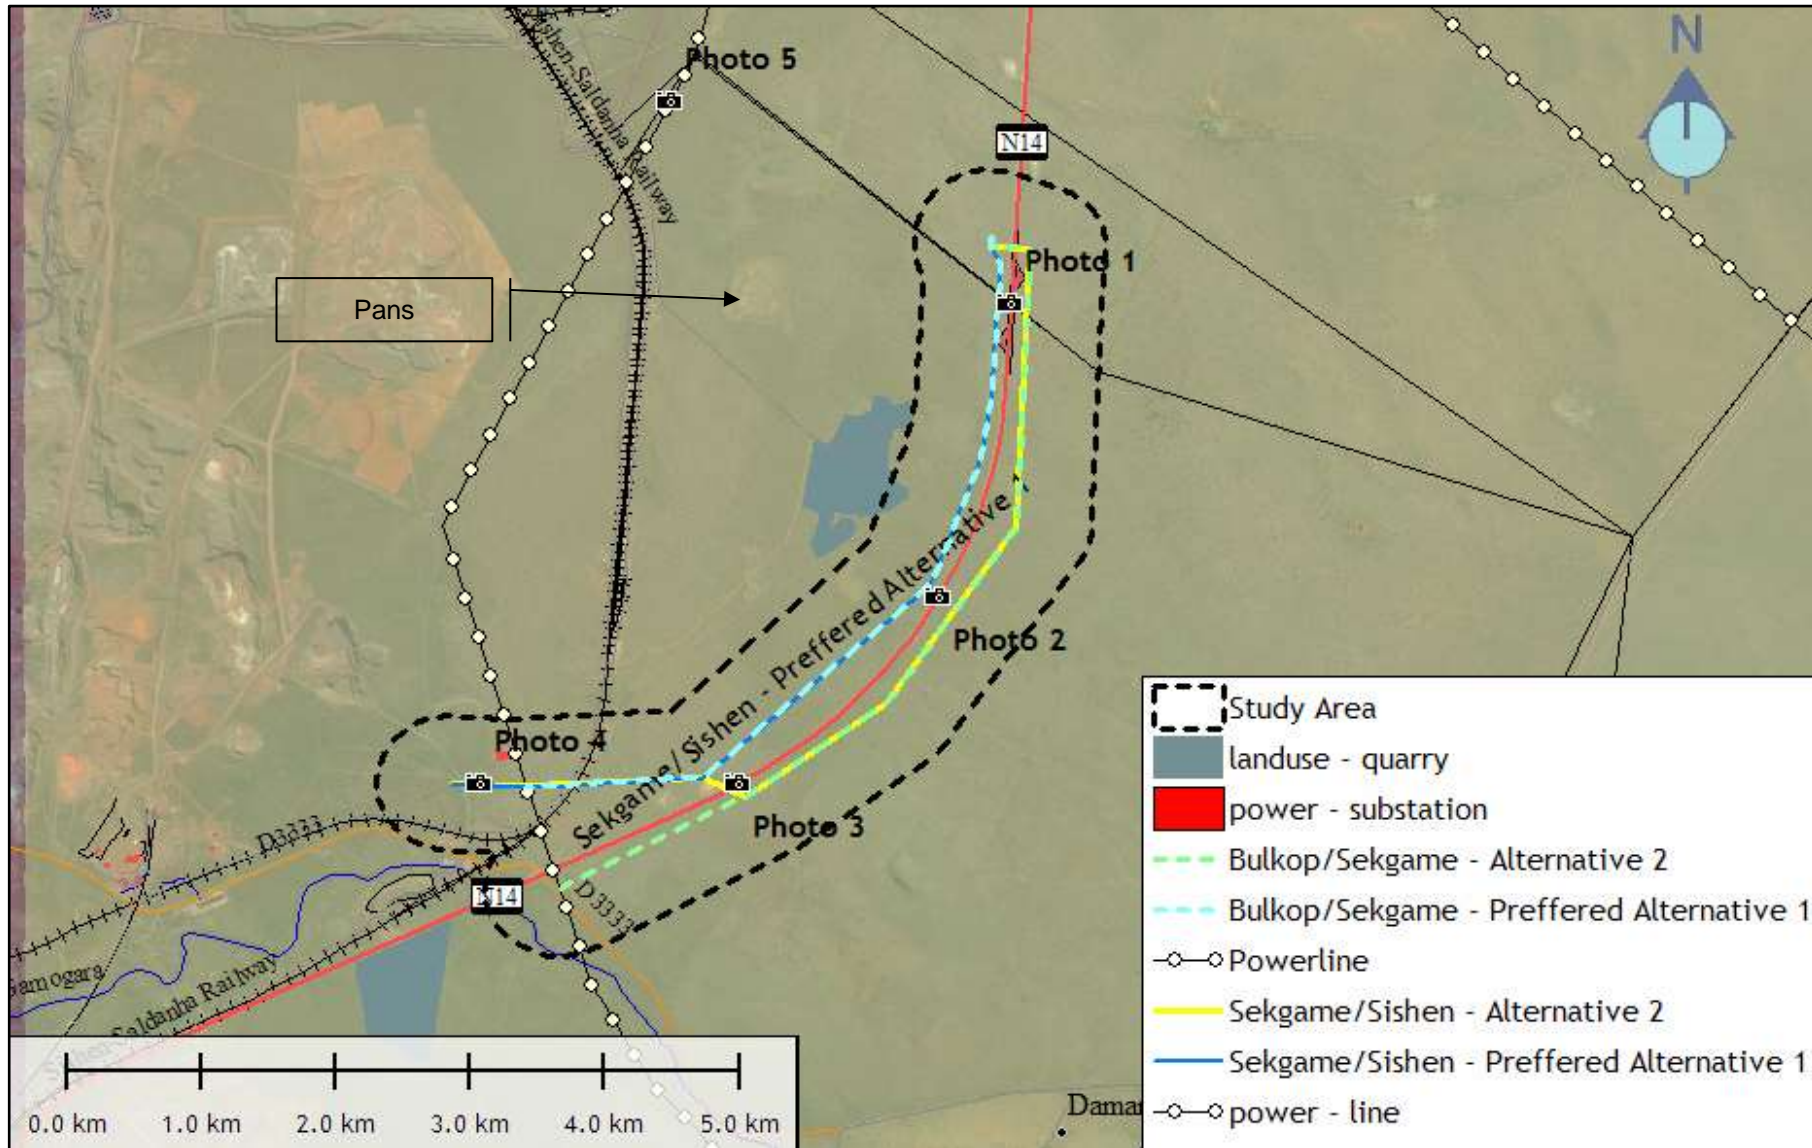 Photo 5
Sishen-Saldanha Railway
N
N14
Photo 1
Pans
Sekgame/Sishen - Preffered Alternative 1
Photo 2
Photo 4
Photo 3
D3333
N14
D3333
Gamogara
Sishen-Saldanha Railway
Study Area
landuse - quarry
power - substation
Bulkop/Sekgame - Alternative 2
Bulkop/Sekgame - Preffered Alternative 1
Powerline
Sekgame/Sishen - Alternative 2
Sekgame/Sishen - Preffered Alternative 1
power - line
0.0 km 1.0 km 2.0 km 3.0 km 4.0 km 5.0 km